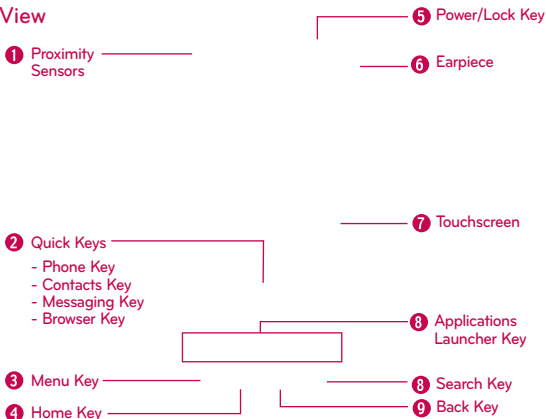 View
1 Proximity
Sensors
2 Quick Keys
- Phone Key
- Contacts Key
- Messaging Key
- Browser Key
3 Menu Key
4 Home Key
5 Power/Lock Key
6 Earpiece
7 Touchscreen
8 Applications
Launcher Key
8 Search Key
9 Back Key